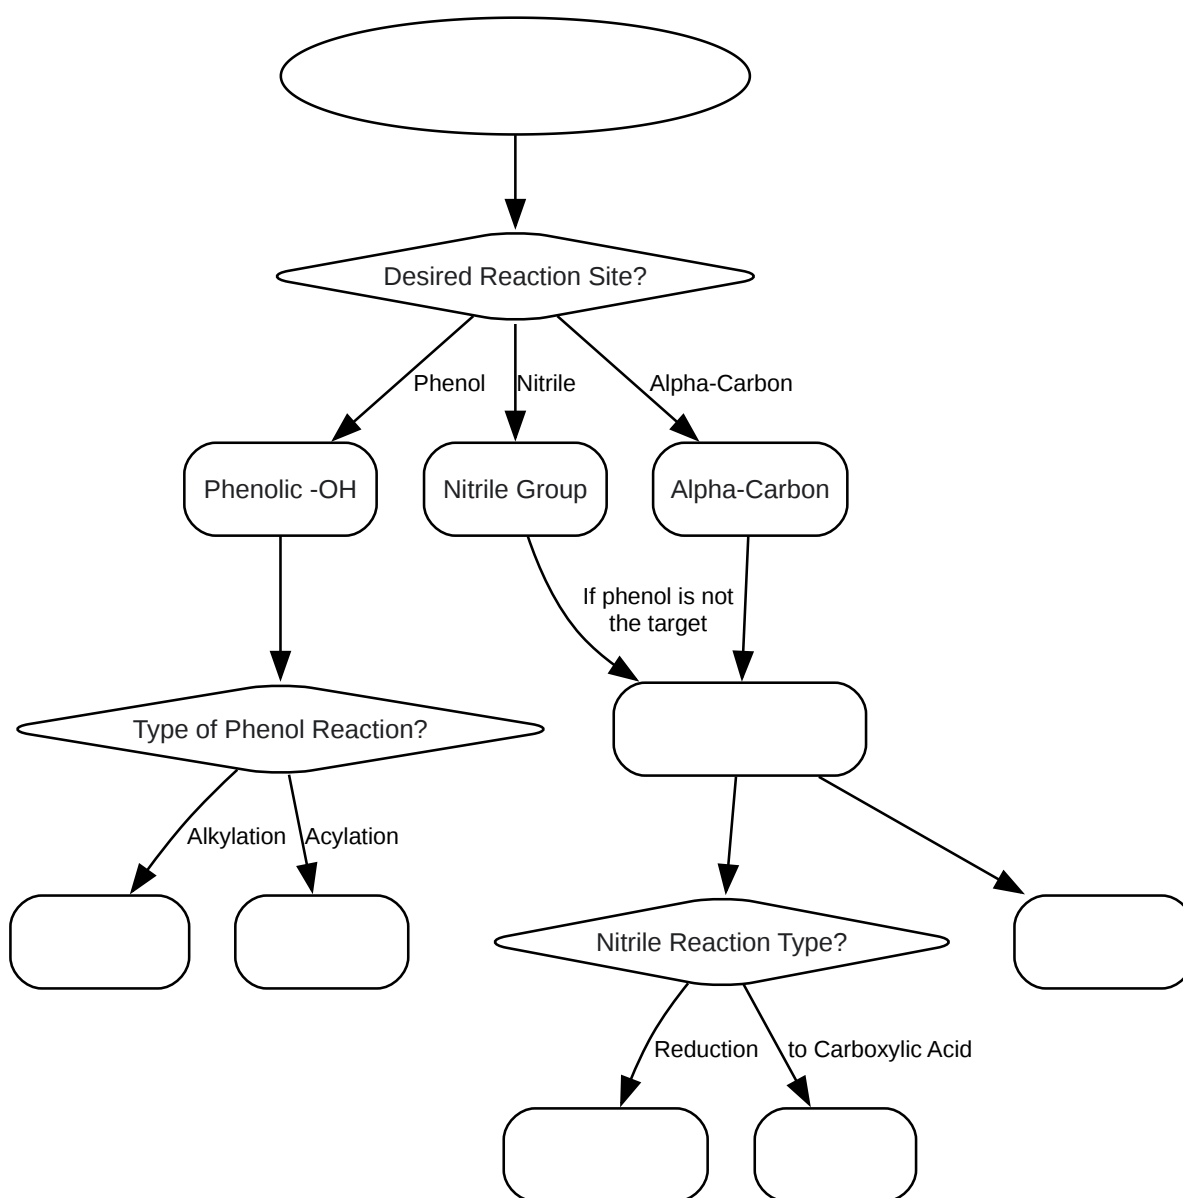 Desired Reaction Site?
Phenol
Nitrile
Alpha-Carbon
Phenolic -OH
Nitrile Group
Alpha-Carbon
If phenol is not
the target
Type of Phenol Reaction?
Alkylation
Acylation
Nitrile Reaction Type?
Reduction
to Carboxylic Acid